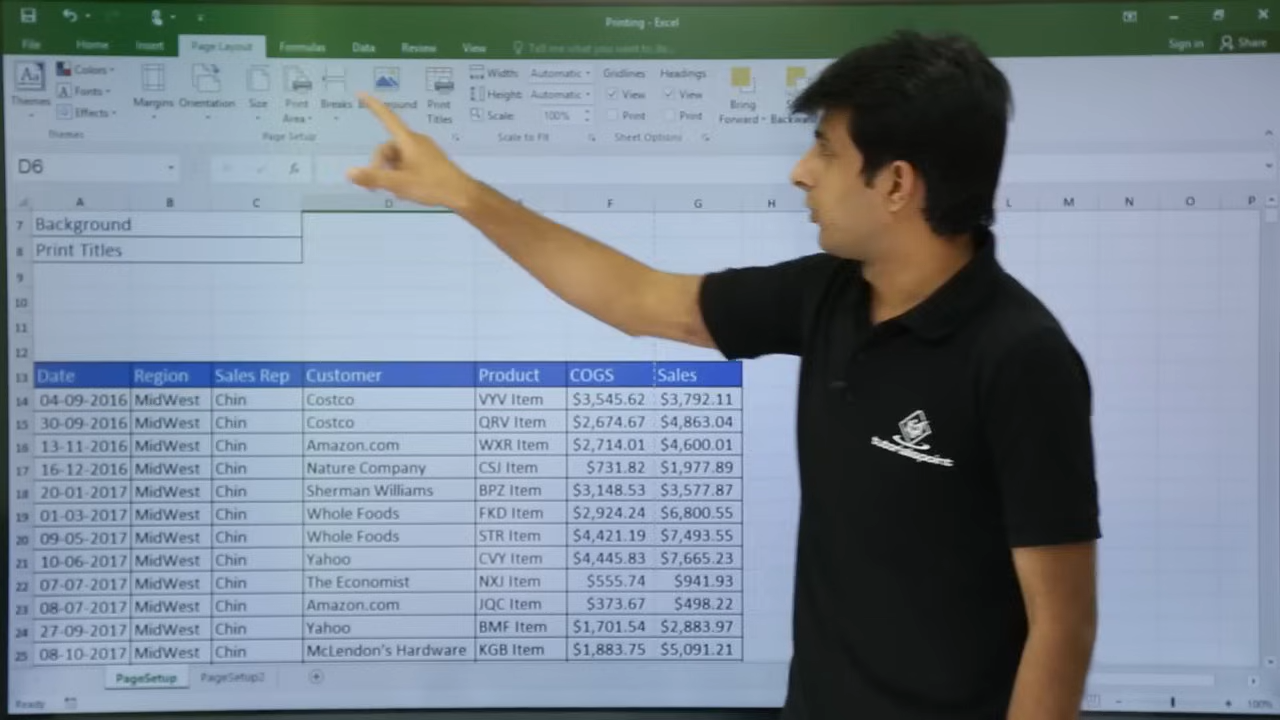 Printing - Excel
Sign in Share
File Home Insert Page Layout Formulas Data Review View Tell me what you want to do...
Themes Colors Fonts Effects Themes
Margins Orientation Size Print Area Breaks Background Print Titles Page Setup
Width: Automatic
Height: Automatic
Scale: 100%
Scale to Fit
Gridlines Headings
View View
Print Print
Sheet Options
Bring Forward
D6
A B C D F G H L M N O P
7 Background
8 Print Titles
9
10
11
12
13 Date Region Sales Rep Customer Product COGS Sales
14 04-09-2016 MidWest Chin Costco VYV Item $3,545.62 $3,792.11
15 30-09-2016 MidWest Chin Costco QRV Item $2,674.67 $4,863.04
16 13-11-2016 MidWest Chin Amazon.com WXR Item $2,714.01 $4,600.01
17 16-12-2016 MidWest Chin Nature Company CSJ Item $731.82 $1,977.89
18 20-01-2017 MidWest Chin Sherman Williams BPZ Item $3,148.53 $3,577.87
19 01-03-2017 MidWest Chin Whole Foods FKD Item $2,924.24 $6,800.55
20 09-05-2017 MidWest Chin Whole Foods STR Item $4,421.19 $7,493.55
21 10-06-2017 MidWest Chin Yahoo CVY Item $4,445.83 $7,665.23
22 07-07-2017 MidWest Chin The Economist NXJ Item $555.74 $941.93
23 08-07-2017 MidWest Chin Amazon.com JQC Item $373.67 $498.22
24 27-09-2017 MidWest Chin Yahoo BMF Item $1,701.54 $2,883.97
25 08-10-2017 MidWest Chin McLendon's Hardware KGB Item $1,883.75 $5,091.21
PageSetup PageSetup2
Ready 100%